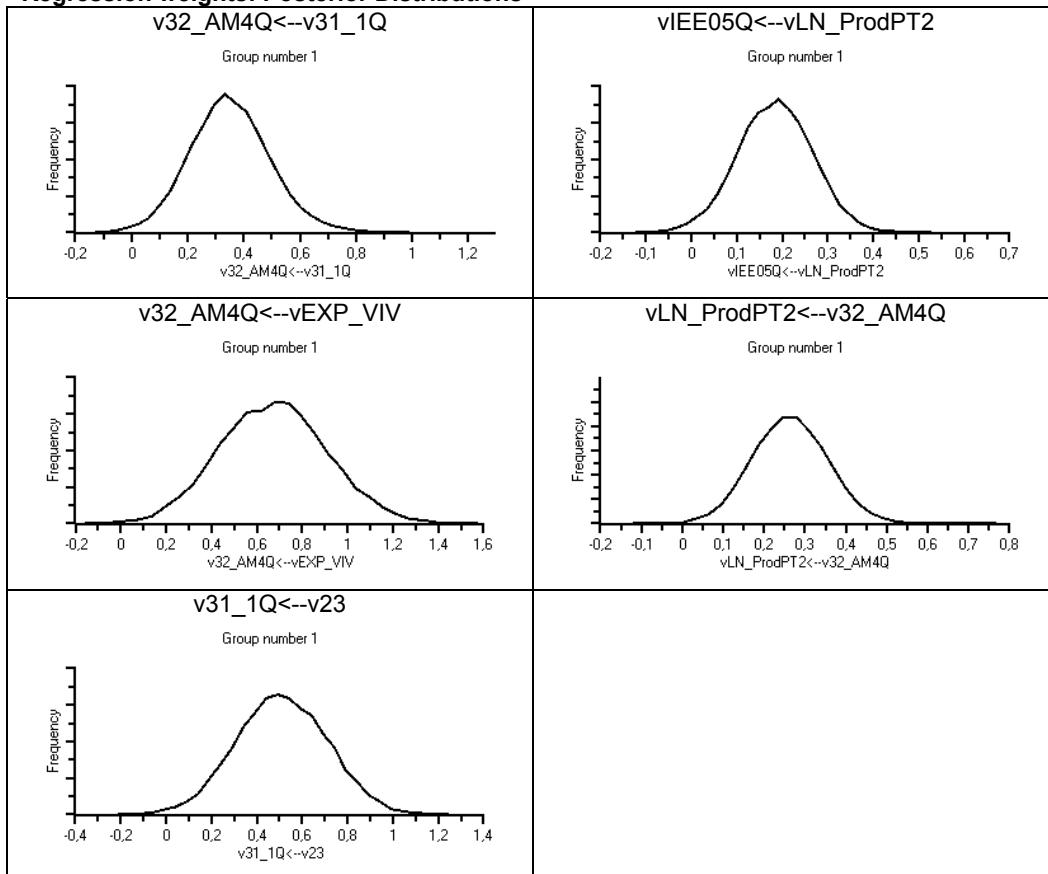 Regression weights: Posterior Distributions
v32_AM4Q<--v31_1Q
Group number 1
Frequency
-0,2 0 0,2 0,4 0,6 0,8 1 1,2
v32_AM4Q<--v31_1Q
vIEE05Q<--vLN_ProdPT2
Group number 1
Frequency
-0,2 -0,1 0 0,1 0,2 0,3 0,4 0,5 0,6 0,7
vIEE05Q<--vLN_ProdPT2
v32_AM4Q<--vEXP_VIV
Group number 1
Frequency
-0,2 0 0,2 0,4 0,6 0,8 1 1,2 1,4 1,6
v32_AM4Q<--vEXP_VIV
vLN_ProdPT2<--v32_AM4Q
Group number 1
Frequency
-0,2 -0,1 0 0,1 0,2 0,3 0,4 0,5 0,6 0,7 0,8
vLN_ProdPT2<--v32_AM4Q
v31_1Q<--v23
Group number 1
Frequency
-0,4 -0,2 0 0,2 0,4 0,6 0,8 1 1,2 1,4
v31_1Q<--v23